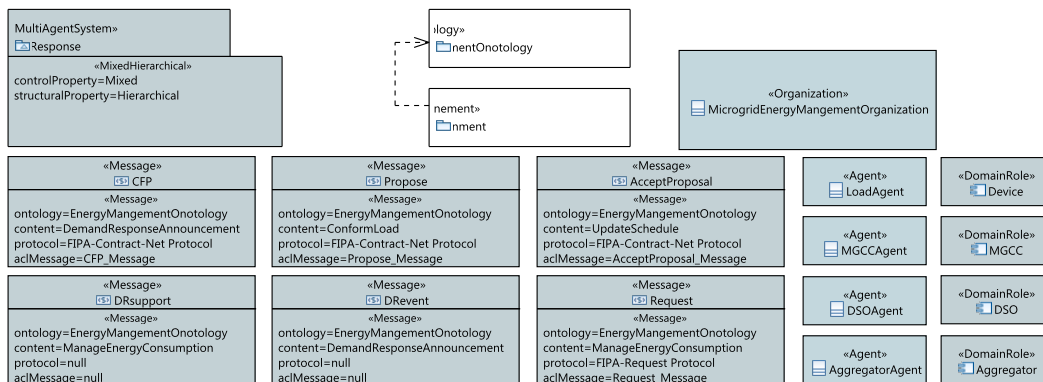 MultiAgentSystem»
Response
«MixedHierarchical»
controlProperty=Mixed
structuralProperty=Hierarchical
logy»
nentOnotology
nement»
nment
«Organization»
MicrogridEnergyMangementOrganization
«Message»
CFP
«Message»
ontology=EnergyMangementOnotology
content=DemandResponseAnnouncement
protocol=FIPA-Contract-Net Protocol
aclMessage=CFP_Message
«Message»
Propose
«Message»
ontology=EnergyMangementOnotology
content=ConformLoad
protocol=FIPA-Contract-Net Protocol
aclMessage=Propose_Message
«Message»
AcceptProposal
«Message»
ontology=EnergyMangementOnotology
content=UpdateSchedule
protocol=FIPA-Contract-Net Protocol
aclMessage=AcceptProposal_Message
«Agent»
LoadAgent
«DomainRole»
Device
«Agent»
MGCCAgent
«DomainRole»
MGCC
«Message»
DRsupport
«Message»
ontology=EnergyMangementOnotology
content=ManageEnergyConsumption
protocol=null
aclMessage=null
«Message»
DRevent
«Message»
ontology=EnergyMangementOnotology
content=DemandResponseAnnouncement
protocol=null
aclMessage=null
«Message»
Request
«Message»
ontology=EnergyMangementOnotology
content=ManageEnergyConsumption
protocol=FIPA-Request Protocol
aclMessage=Request_Message
«Agent»
DSOAgent
«DomainRole»
DSO
«Agent»
AggregatorAgent
«DomainRole»
Aggregator